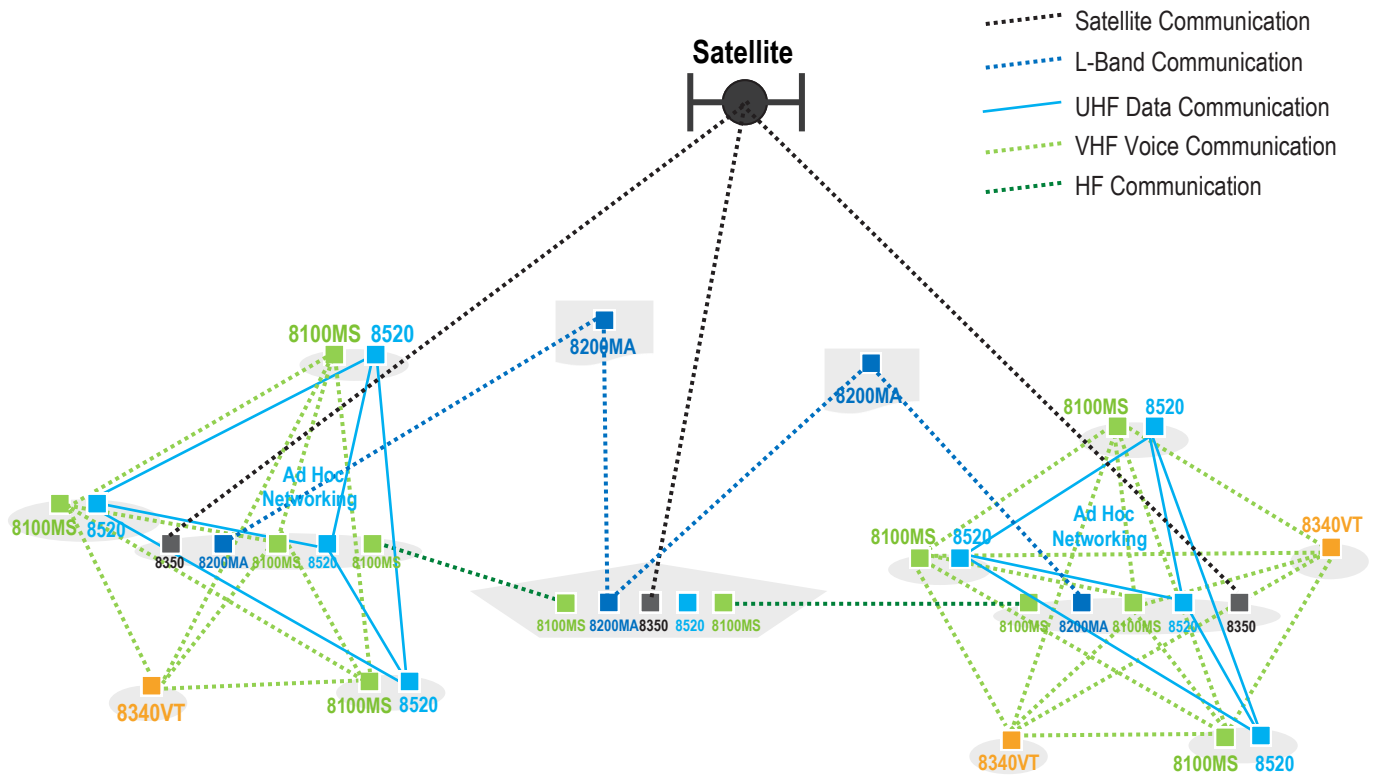 Satellite Communication
Satellite
L-Band Communication
UHF Data Communication
VHF Voice Communication
HF Communication
8100MS 8520
8200MA
8200MA
8100MS 8520
Ad Hoc
Networking
8100MS
8520
8350
8200MA
8100MS
8520
8100MS
Ad Hoc
Networking
8340VT
8100MS
8520
8100MS
8200MA
8350
8520
8100MS
8100MS
8200MA
8100MS
8520
8350
8340VT
8100MS
8520
8340VT
8100MS
8520